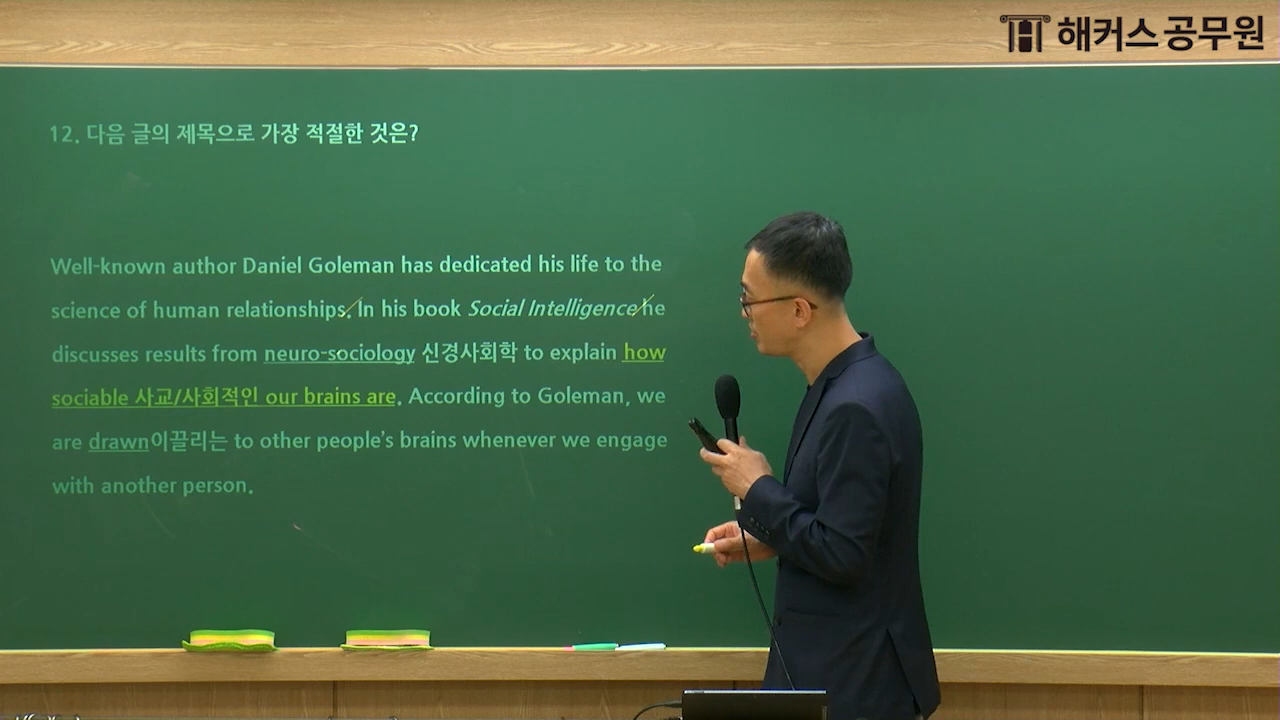 해커스공무원
12. 다음 글의 제목으로 가장 적절한 것은?
Well-known author Daniel Goleman has dedicated his life to the
science of human relationships. In his book Social Intelligence he
discusses results from neuro-sociology 신경사회학 to explain how
sociable 사교/사회적인 our brains are. According to Goleman, we
are drawn이끌리는 to other people's brains whenever we engage
with another person.